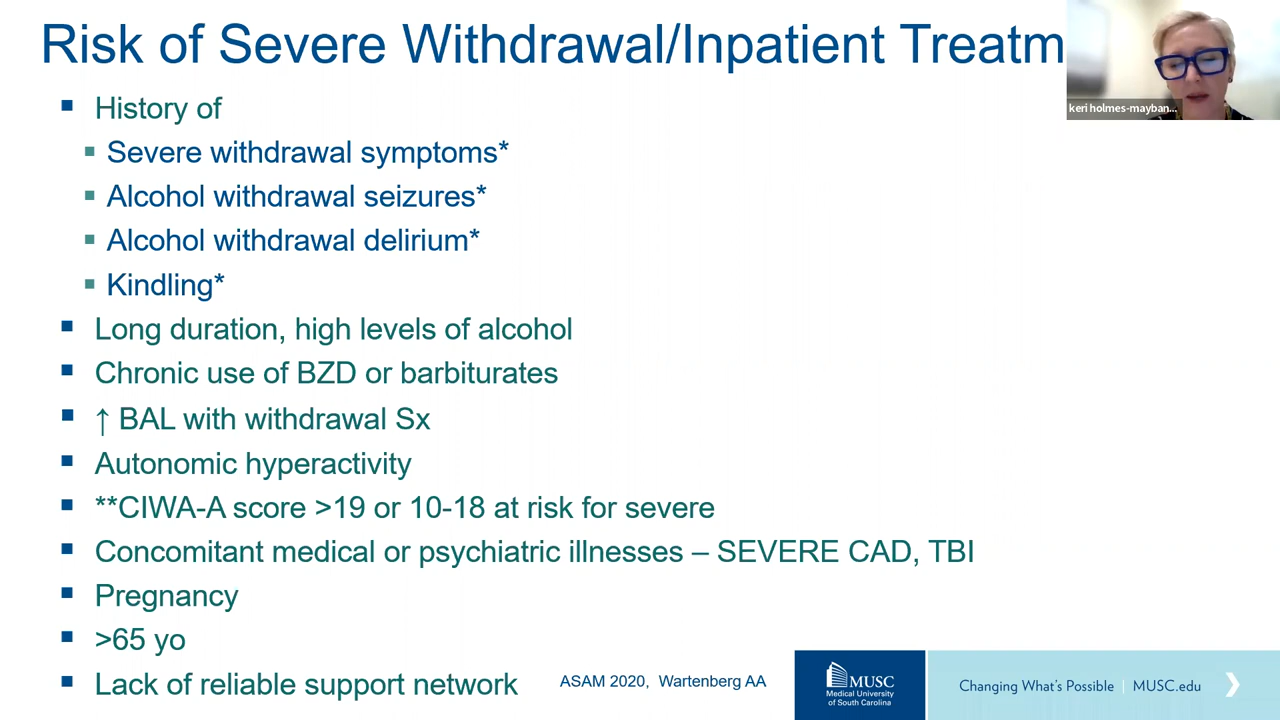 Risk of Severe Withdrawal/Inpatient Treatm
keri holmes-mayban...
History of
Severe withdrawal symptoms*
Alcohol withdrawal seizures*
Alcohol withdrawal delirium*
Kindling*
Long duration, high levels of alcohol
Chronic use of BZD or barbiturates
↑ BAL with withdrawal Sx
Autonomic hyperactivity
**CIWA-A score >19 or 10-18 at risk for severe
Concomitant medical or psychiatric illnesses – SEVERE CAD, TBI
Pregnancy
>65 yo
Lack of reliable support network
ASAM 2020, Wartenberg AA
MUSC
Medical University
of South Carolina
Changing What's Possible | MUSC.edu